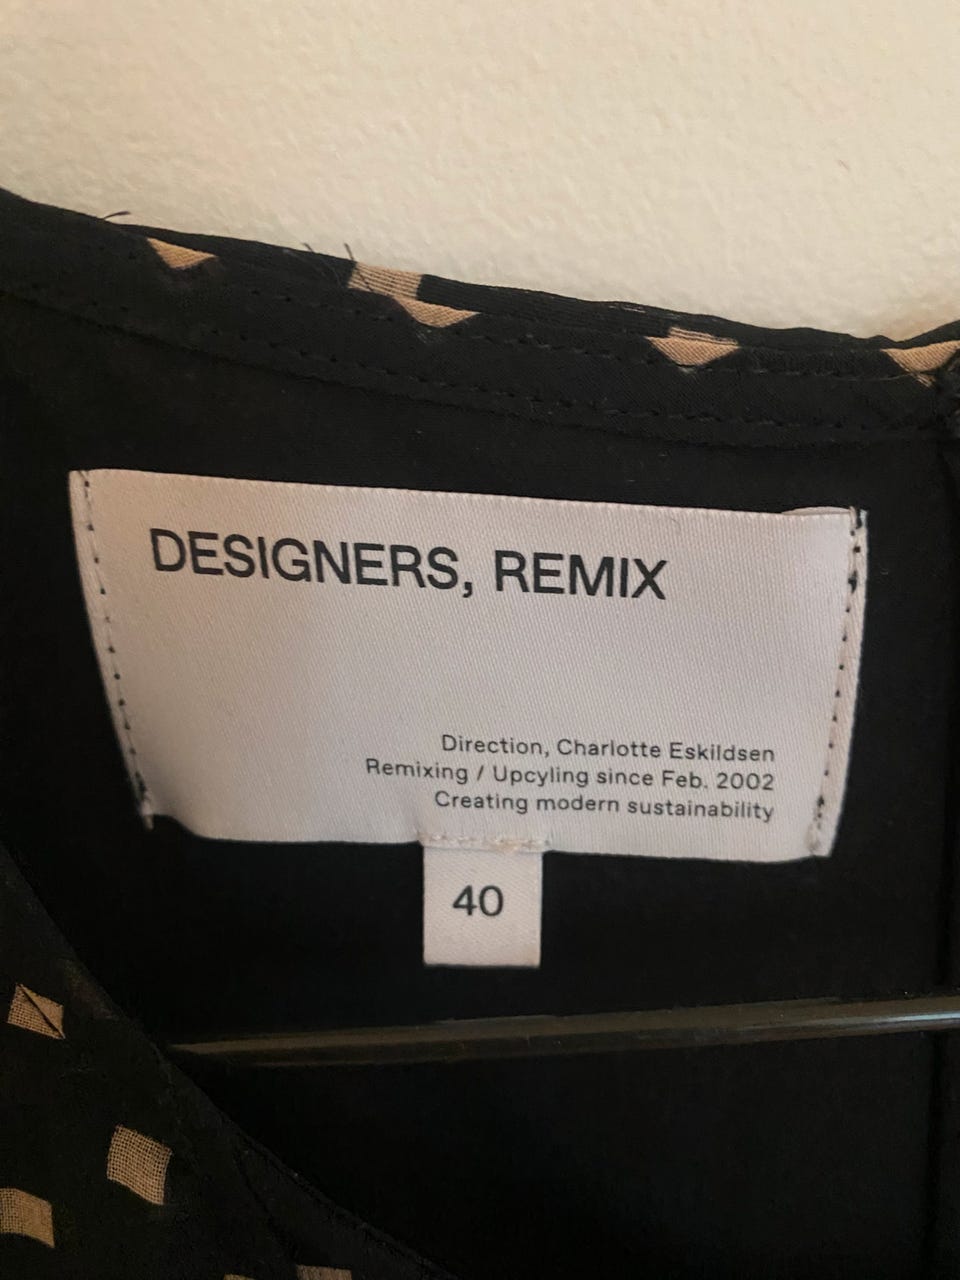 DESIGNERS, REMIX
Direction, Charlotte Eskildsen
Remixing / Upcyling since Feb. 2002
Creating modern sustainability
40